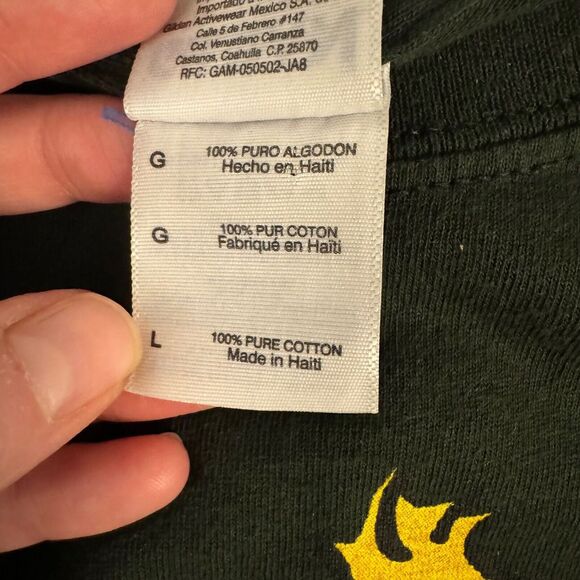 Importado
Gildan Activewear Mexico S.A.
Calle 5 de Febrero #147
Col. Venustiano Carranza
Castanos, Coahuila C.P. 25870
RFC: GAM-050502-JA8
G 100% PURO ALGODON
Hecho en Haiti
G 100% PUR COTON
Fabriqué en Haïti
L 100% PURE COTTON
Made in Haiti